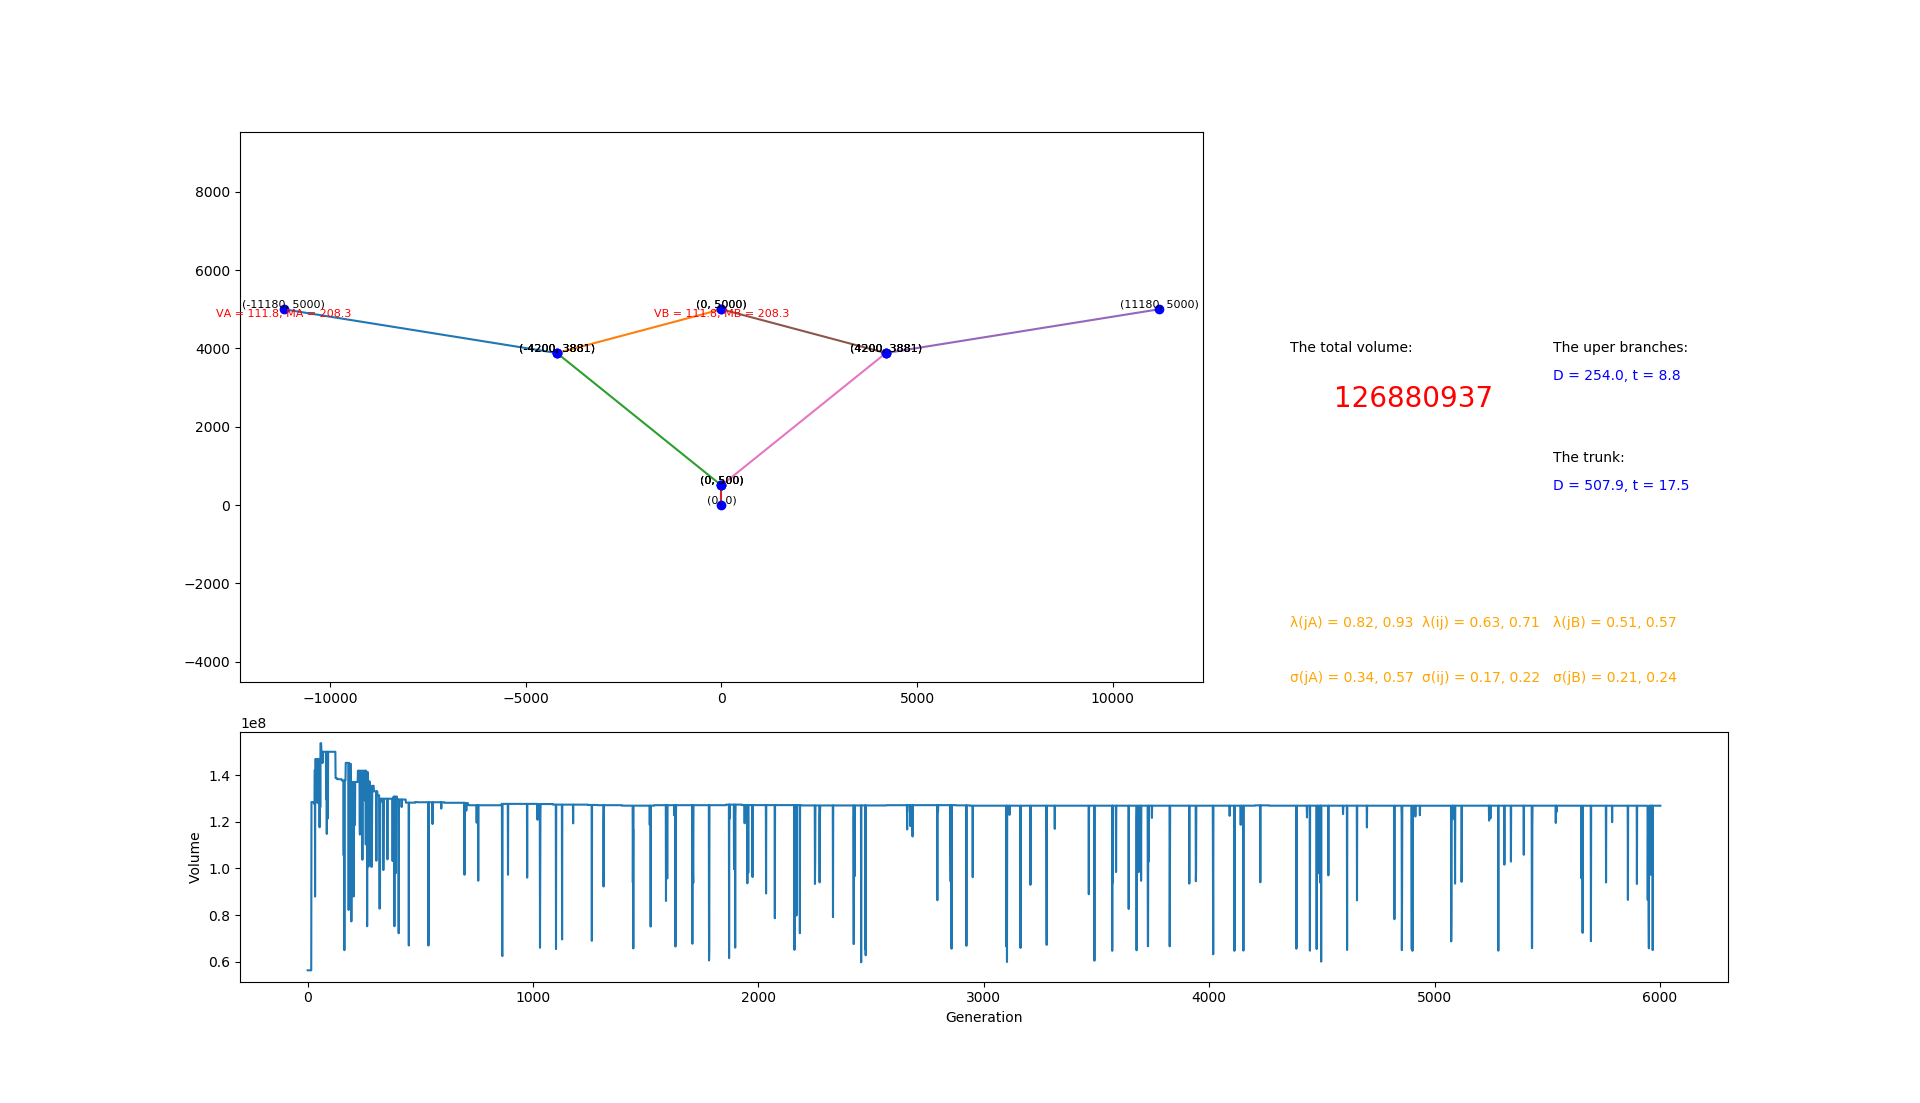 8000
6000
4000
2000
0
−2000
−4000
−10000
−5000
0
5000
10000
(-11180, 5000)
VA = 111.8, MA = 208.3
(0, 5000)
VB = 111.8, MB = 208.3
(11180, 5000)
(-4200, 3881)
(4200, 3881)
(0, 500)
(0, 0)
The total volume:
126880937
The uper branches:
D = 254.0, t = 8.8
The trunk:
D = 507.9, t = 17.5
λ(jA) = 0.82, 0.93 λ(ij) = 0.63, 0.71 λ(jB) = 0.51, 0.57
σ(jA) = 0.34, 0.57 σ(ij) = 0.17, 0.22 σ(jB) = 0.21, 0.24
1e8
1.4
1.2
1.0
0.8
0.6
Volume
0
1000
2000
3000
4000
5000
6000
Generation